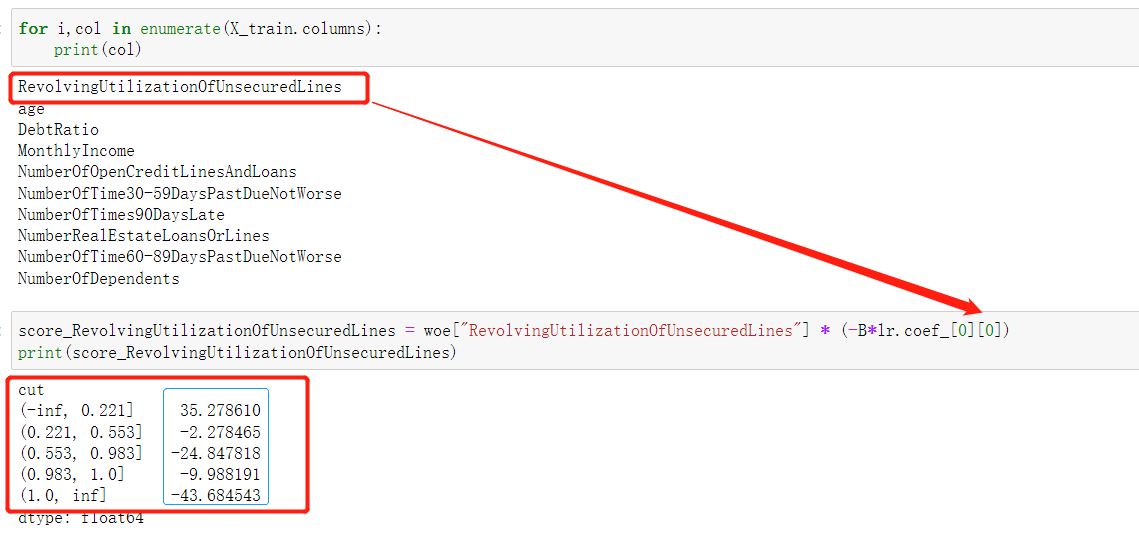 for i,col in enumerate(X_train.columns):
    print(col)
RevolvingUtilizationOfUnsecuredLines
age
DebtRatio
MonthlyIncome
NumberOfOpenCreditLinesAndLoans
NumberOfTime30-59DaysPastDueNotWorse
NumberOfTimes90DaysLate
NumberRealEstateLoansOrLines
NumberOfTime60-89DaysPastDueNotWorse
NumberOfDependents
score_RevolvingUtilizationOfUnsecuredLines = woe["RevolvingUtilizationOfUnsecuredLines"] * (-B*lr.coef_[0][0])
print(score_RevolvingUtilizationOfUnsecuredLines)
cut
(-inf, 0.221]     35.278610
(0.221, 0.553]    -2.278465
(0.553, 0.983]   -24.847818
(0.983, 1.0]      -9.988191
(1.0, inf]       -43.684543
dtype: float64